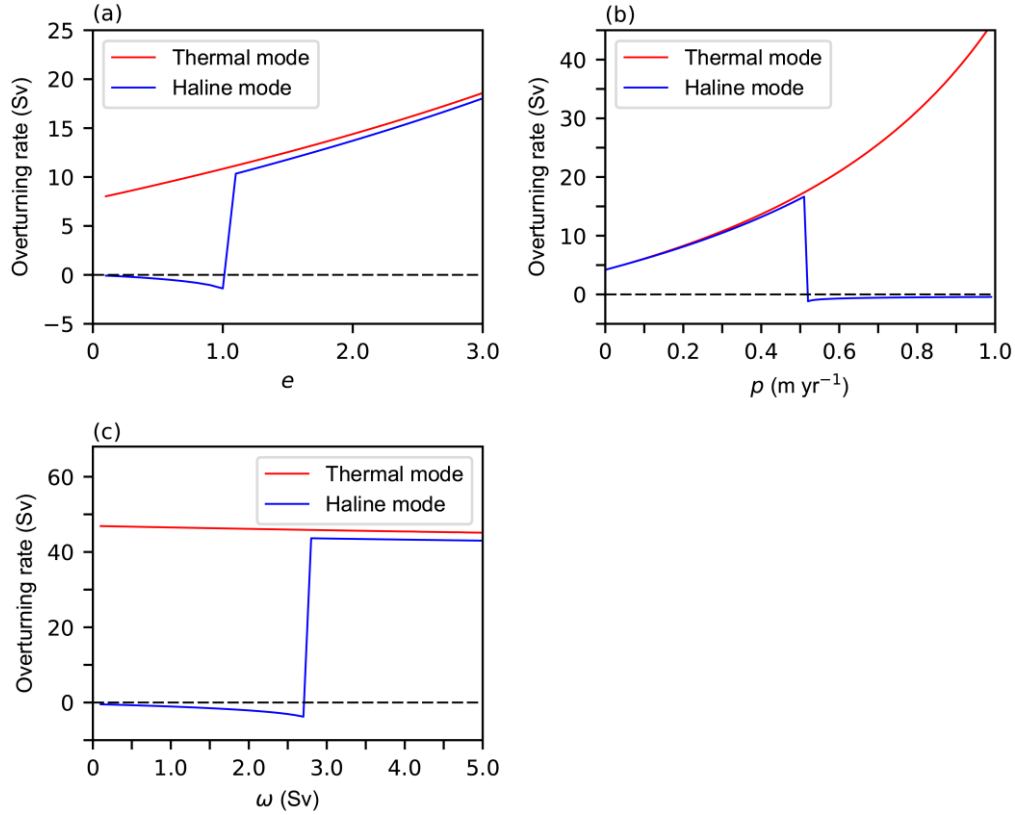 (a)
25
20
15
10
5
0
−5
Overturning rate (Sv)
Thermal mode
Haline mode
0
1.0
2.0
3.0
e
(b)
40
30
20
10
0
Overturning rate (Sv)
Thermal mode
Haline mode
0
0.2
0.4
0.6
0.8
1.0
p (m yr⁻¹)
(c)
60
40
20
0
Overturning rate (Sv)
Thermal mode
Haline mode
0
1.0
2.0
3.0
4.0
5.0
ω (Sv)